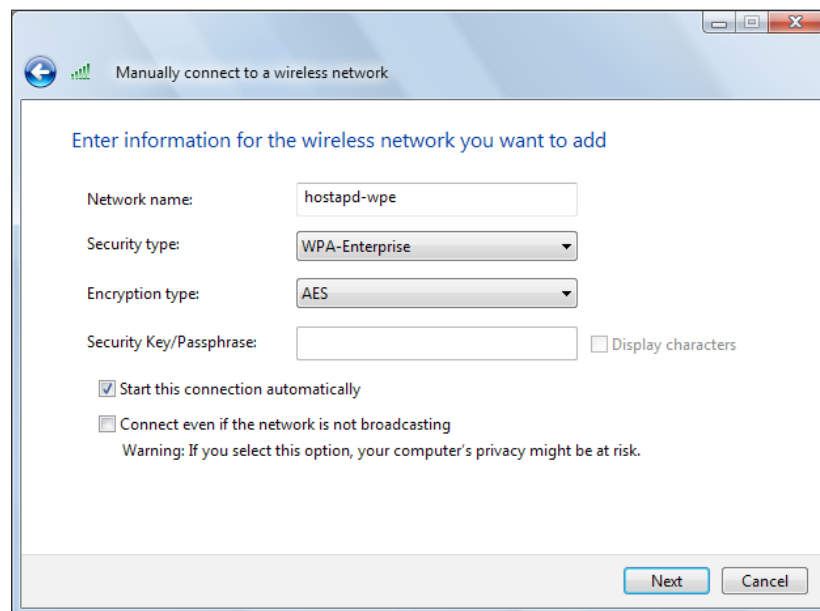 Manually connect to a wireless network
Enter information for the wireless network you want to add
Network name: hostapd-wpe
Security type: WPA-Enterprise
Encryption type: AES
Security Key/Passphrase: Display characters
Start this connection automatically
Connect even if the network is not broadcasting
Warning: If you select this option, your computer's privacy might be at risk.
Next Cancel